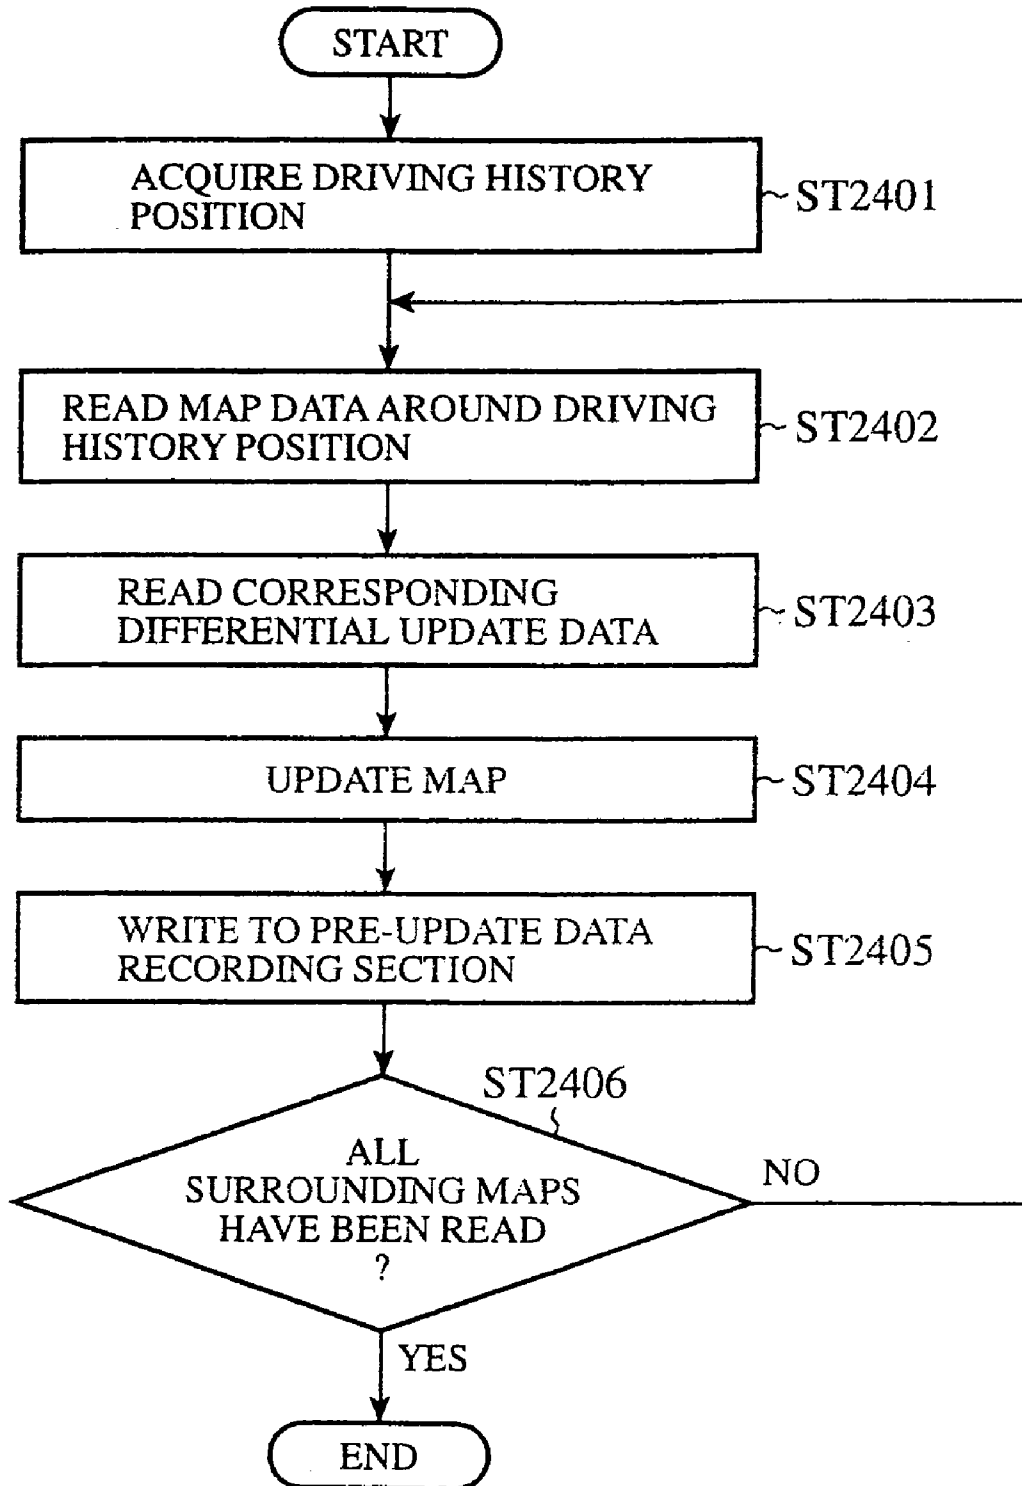 START
ACQUIRE DRIVING HISTORY
POSITION
ST2401
READ MAP DATA AROUND DRIVING
HISTORY POSITION
ST2402
READ CORRESPONDING
DIFFERENTIAL UPDATE DATA
ST2403
UPDATE MAP
ST2404
WRITE TO PRE-UPDATE DATA
RECORDING SECTION
ST2405
ST2406
ALL
SURROUNDING MAPS
HAVE BEEN READ
?
NO
YES
END